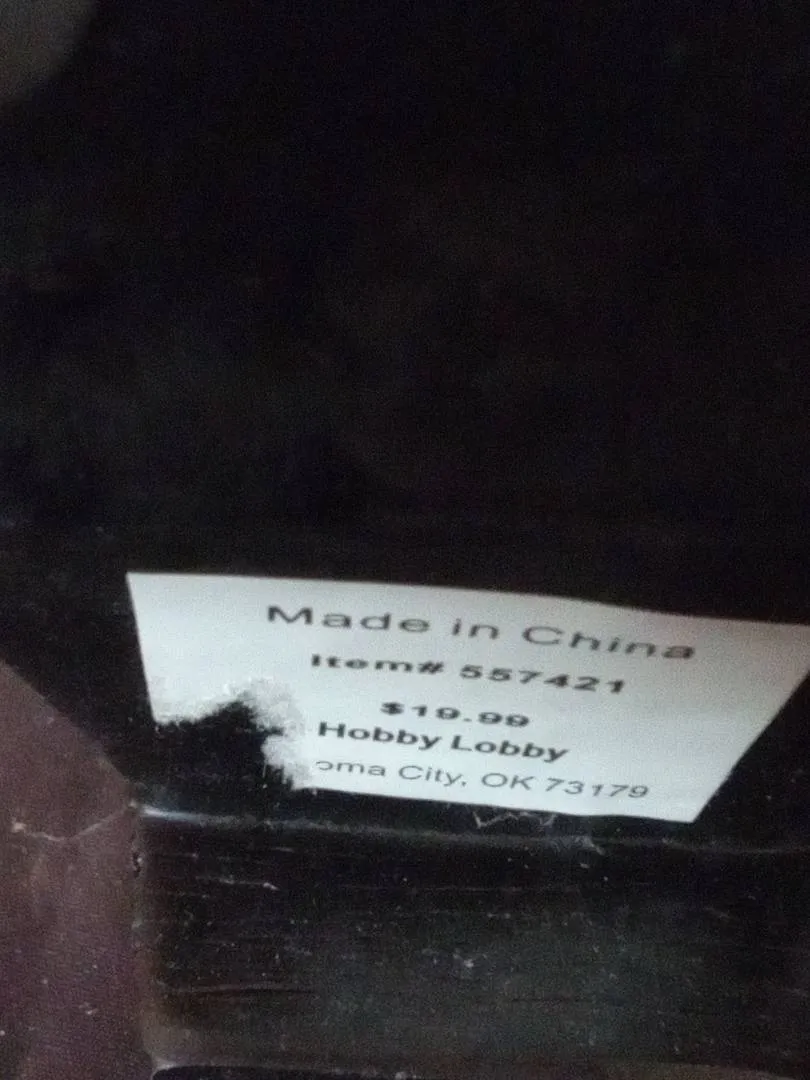 Made in China
Item# 557421
$19.99
Hobby Lobby
oma City, OK 73179